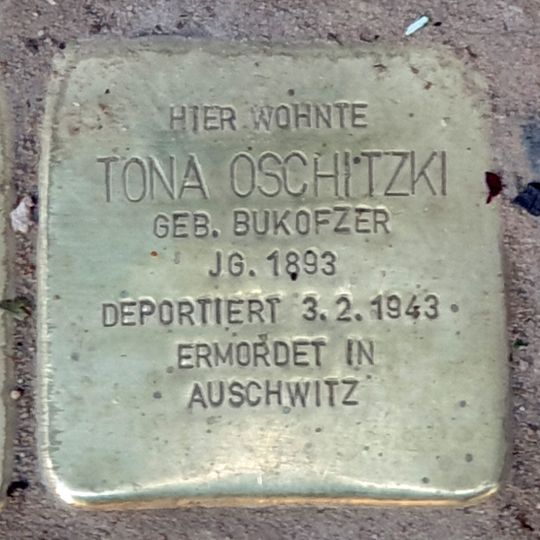 HIER WOHNTE
TONA OSCHITZKI
GEB. BUKOFZER
JG. 1893
DEPORTIERT 3.2.1943
ERMORDET IN
AUSCHWITZ